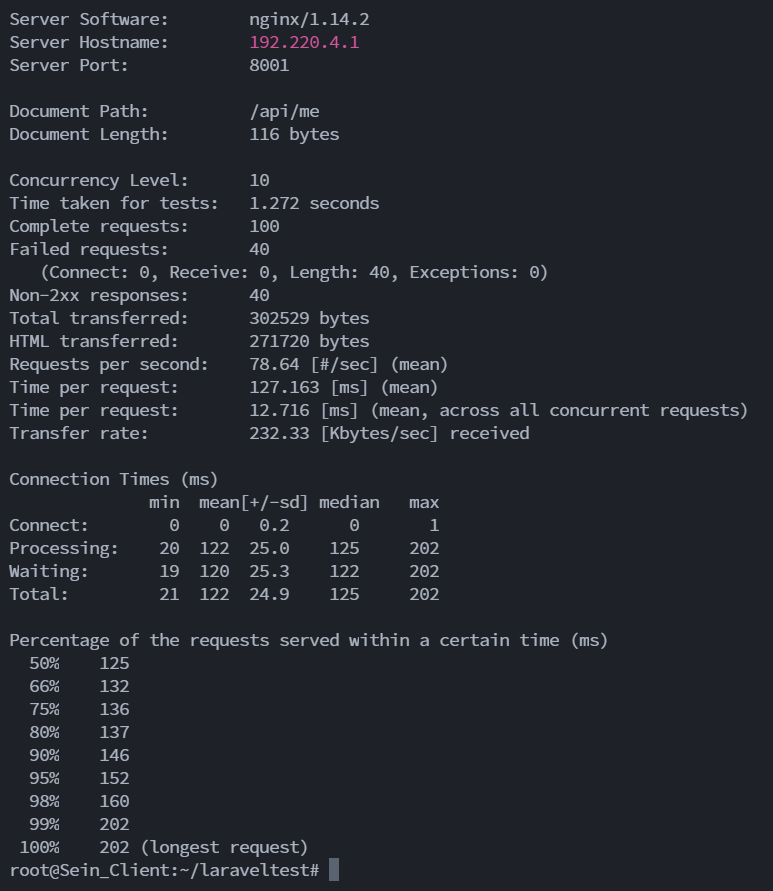 Server Software:        nginx/1.14.2
Server Hostname:        192.220.4.1
Server Port:            8001

Document Path:          /api/me
Document Length:        116 bytes

Concurrency Level:      10
Time taken for tests:   1.272 seconds
Complete requests:      100
Failed requests:        40
   (Connect: 0, Receive: 0, Length: 40, Exceptions: 0)
Non-2xx responses:      40
Total transferred:      302529 bytes
HTML transferred:       271720 bytes
Requests per second:    78.64 [#/sec] (mean)
Time per request:       127.163 [ms] (mean)
Time per request:       12.716 [ms] (mean, across all concurrent requests)
Transfer rate:          232.33 [Kbytes/sec] received

Connection Times (ms)
              min  mean[+/-sd] median   max
Connect:        0    0   0.2      0       1
Processing:    20  122  25.0    125     202
Waiting:       19  120  25.3    122     202
Total:         21  122  24.9    125     202

Percentage of the requests served within a certain time (ms)
  50%    125
  66%    132
  75%    136
  80%    137
  90%    146
  95%    152
  98%    160
  99%    202
 100%    202 (longest request)
root@Sein_Client:~/laraveltest#